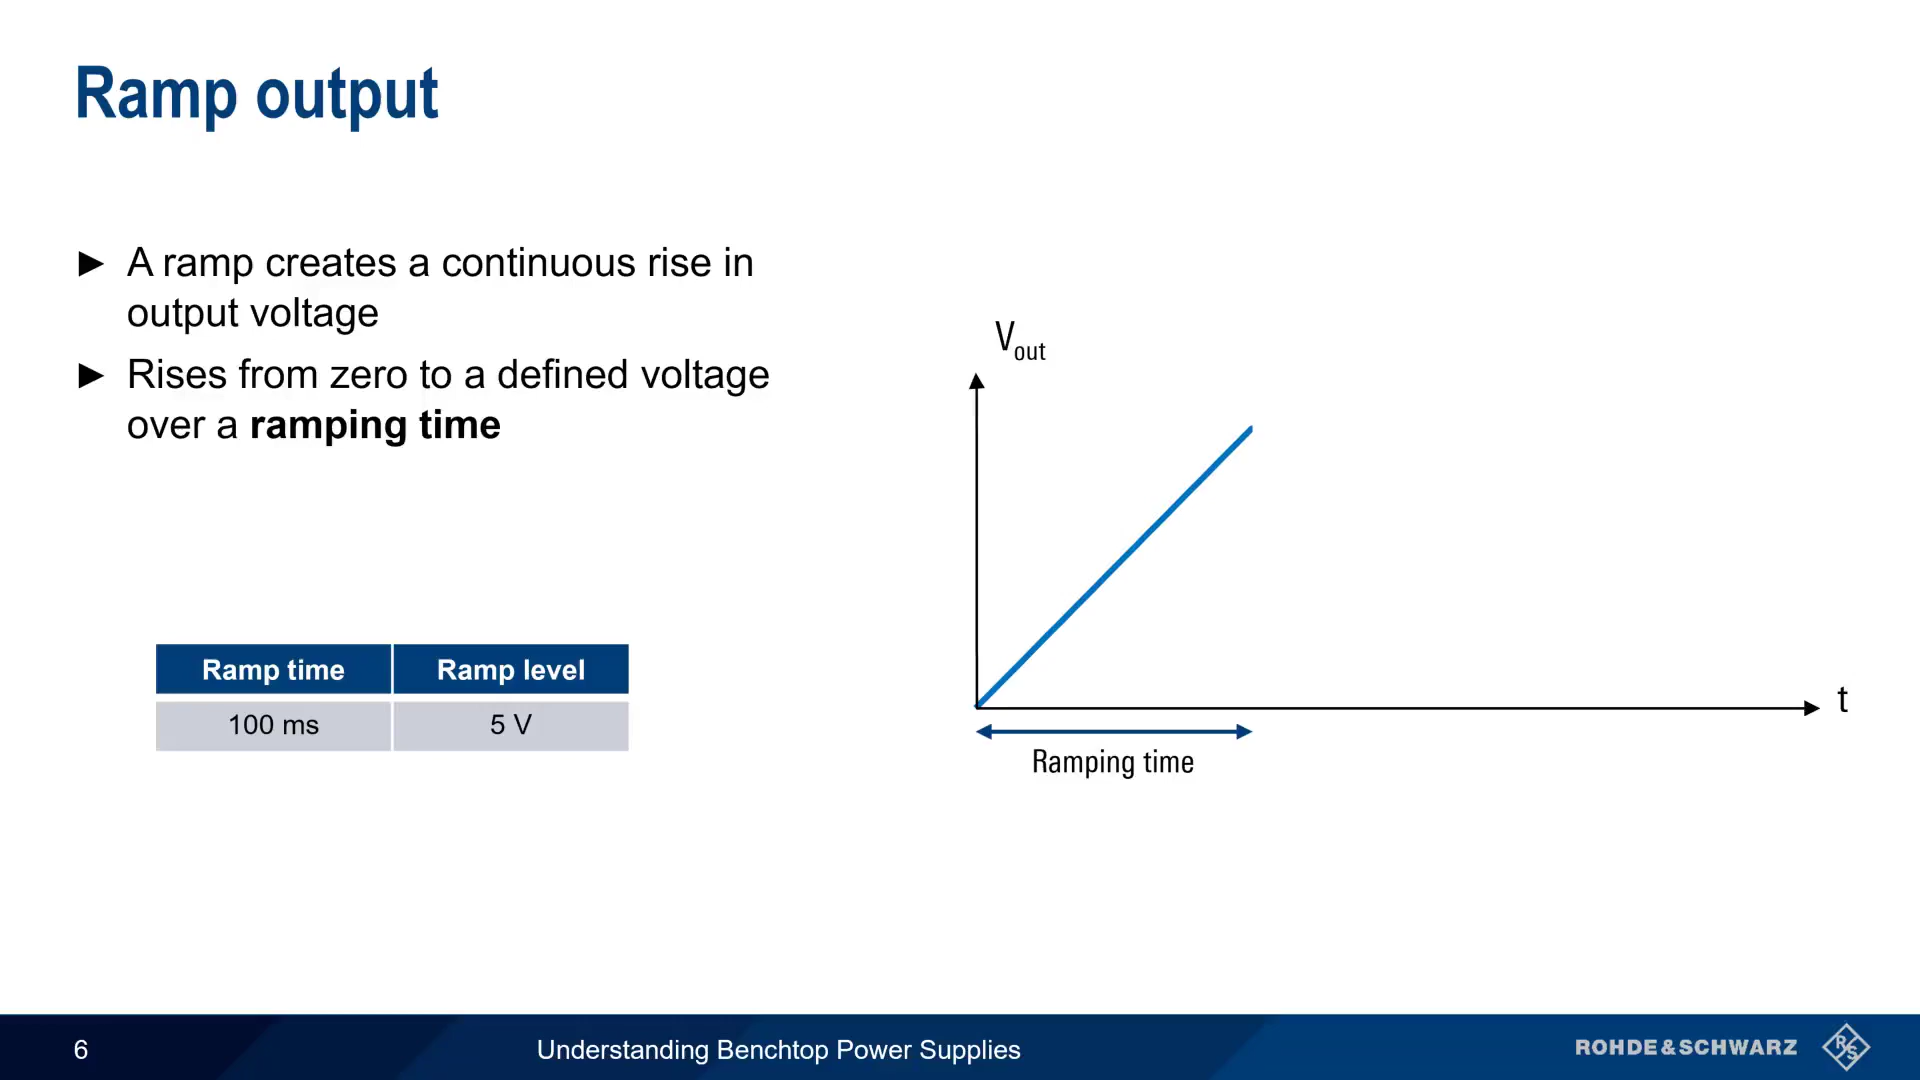 Ramp output
► A ramp creates a continuous rise in
output voltage
► Rises from zero to a defined voltage
over a ramping time
Ramp time Ramp level
100 ms 5 V
Vout
t
Ramping time
6 Understanding Benchtop Power Supplies ROHDE&SCHWARZ R&S